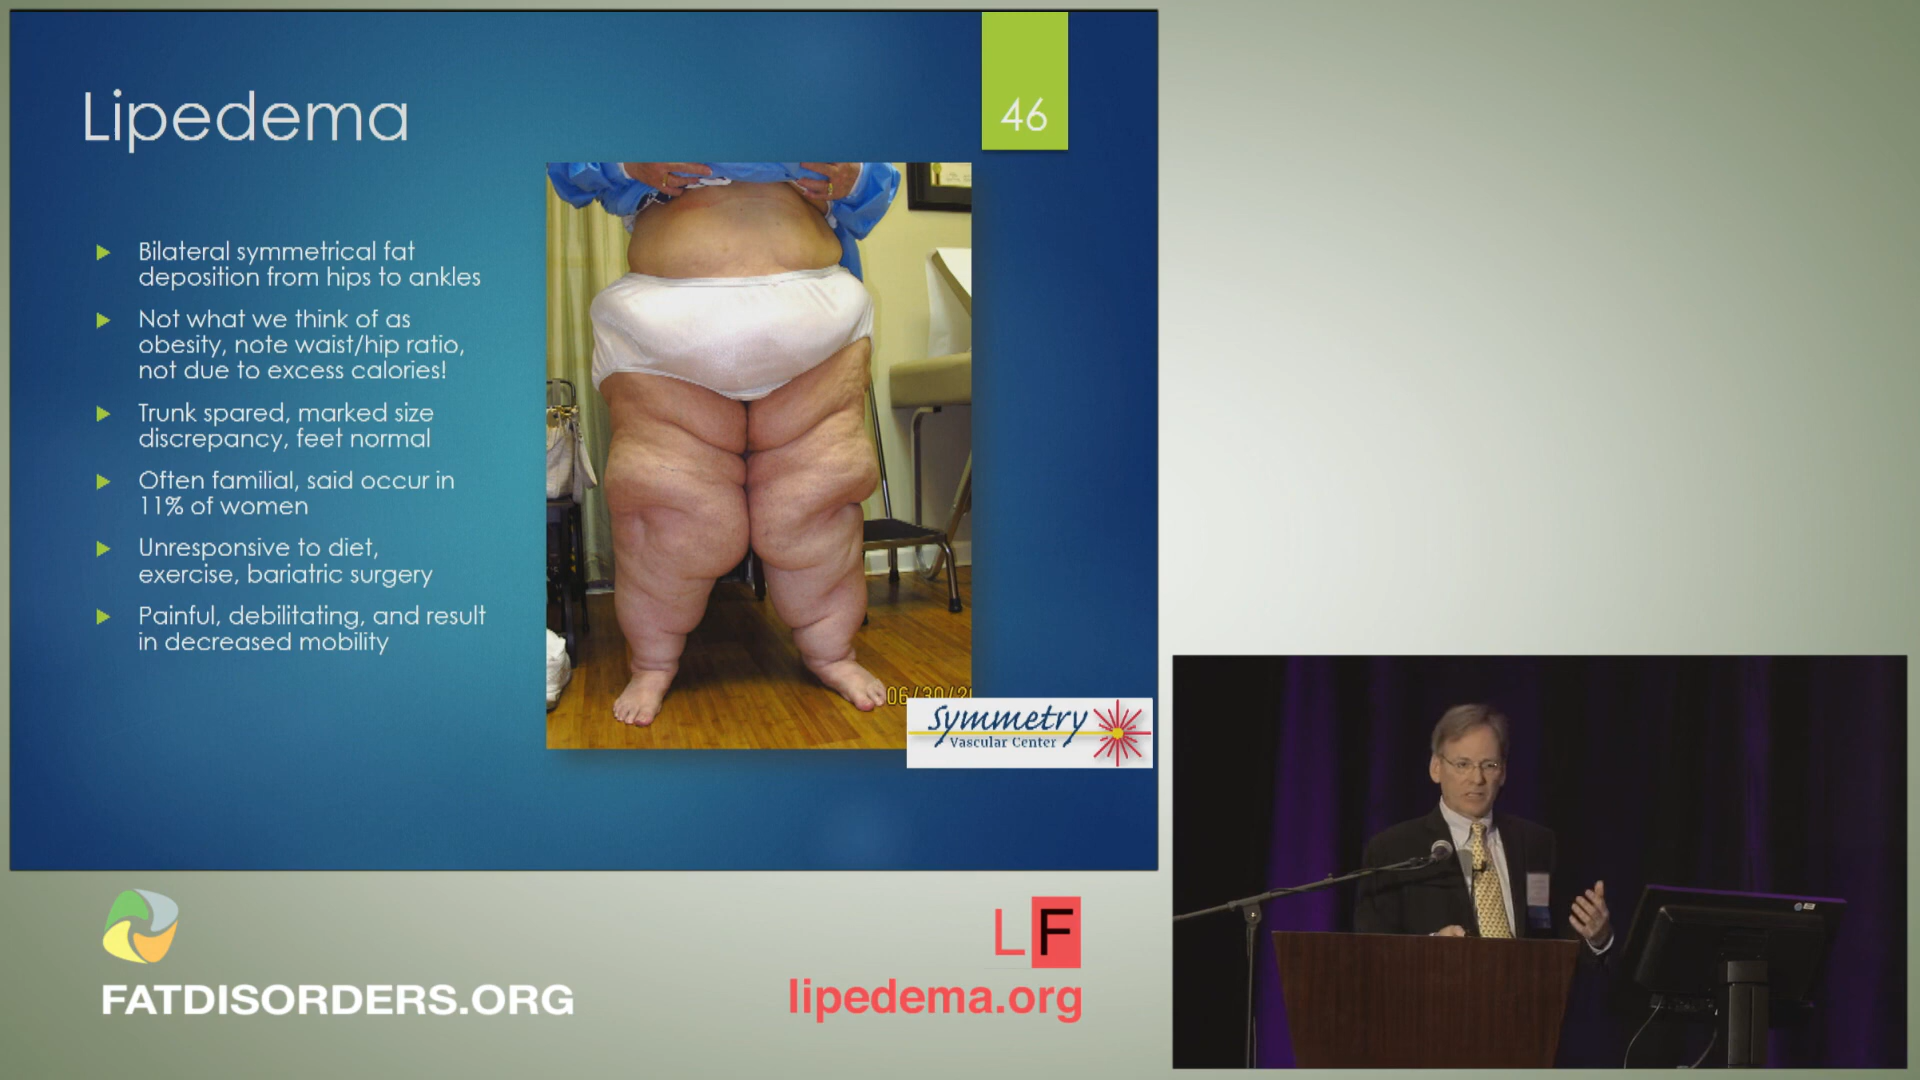 Lipedema
46
Bilateral symmetrical fat
deposition from hips to ankles
Not what we think of as
obesity, note waist/hip ratio,
not due to excess calories!
Trunk spared, marked size
discrepancy, feet normal
Often familial, said occur in
11% of women
Unresponsive to diet,
exercise, bariatric surgery
Painful, debilitating, and result
in decreased mobility
06/30/20
Symmetry
Vascular Center
FATDISORDERS.ORG
LF
lipedema.org